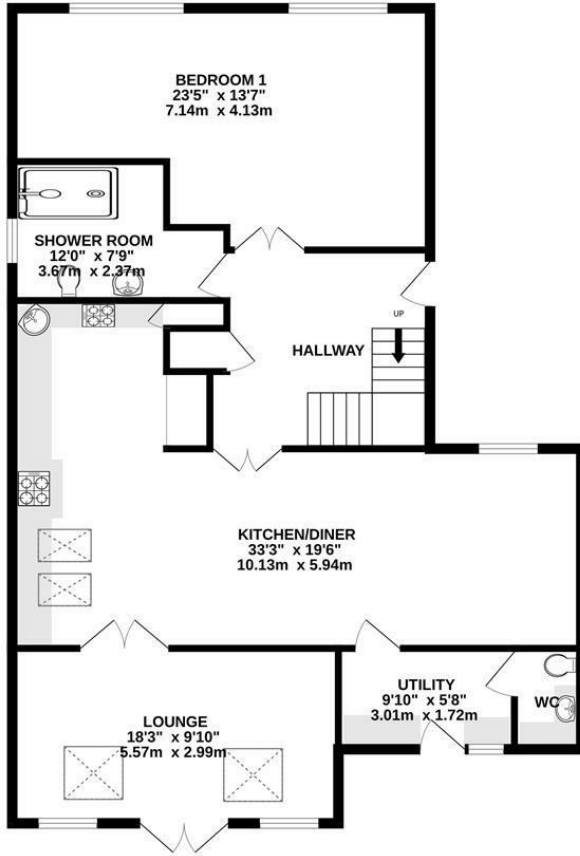 BEDROOM 1
23'5" x 13'7"
7.14m x 4.13m
SHOWER ROOM
12'0" x 7'9"
3.67m x 2.37m
UP
HALLWAY
KITCHEN/DINER
33'3" x 19'6"
10.13m x 5.94m
UTILITY
9'10" x 5'8"
3.01m x 1.72m
WC
LOUNGE
18'3" x 9'10"
5.57m x 2.99m